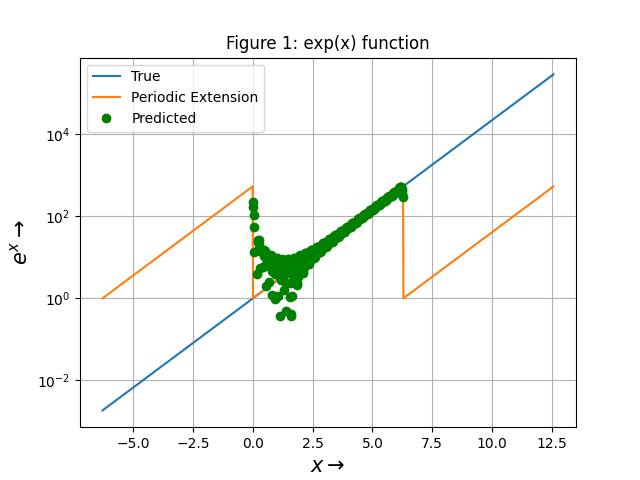 Figure 1: exp(x) function
True
Periodic Extension
Predicted
10⁴
10²
10⁰
10⁻²
eˣ→
−5.0 −2.5 0.0 2.5 5.0 7.5 10.0 12.5
x→